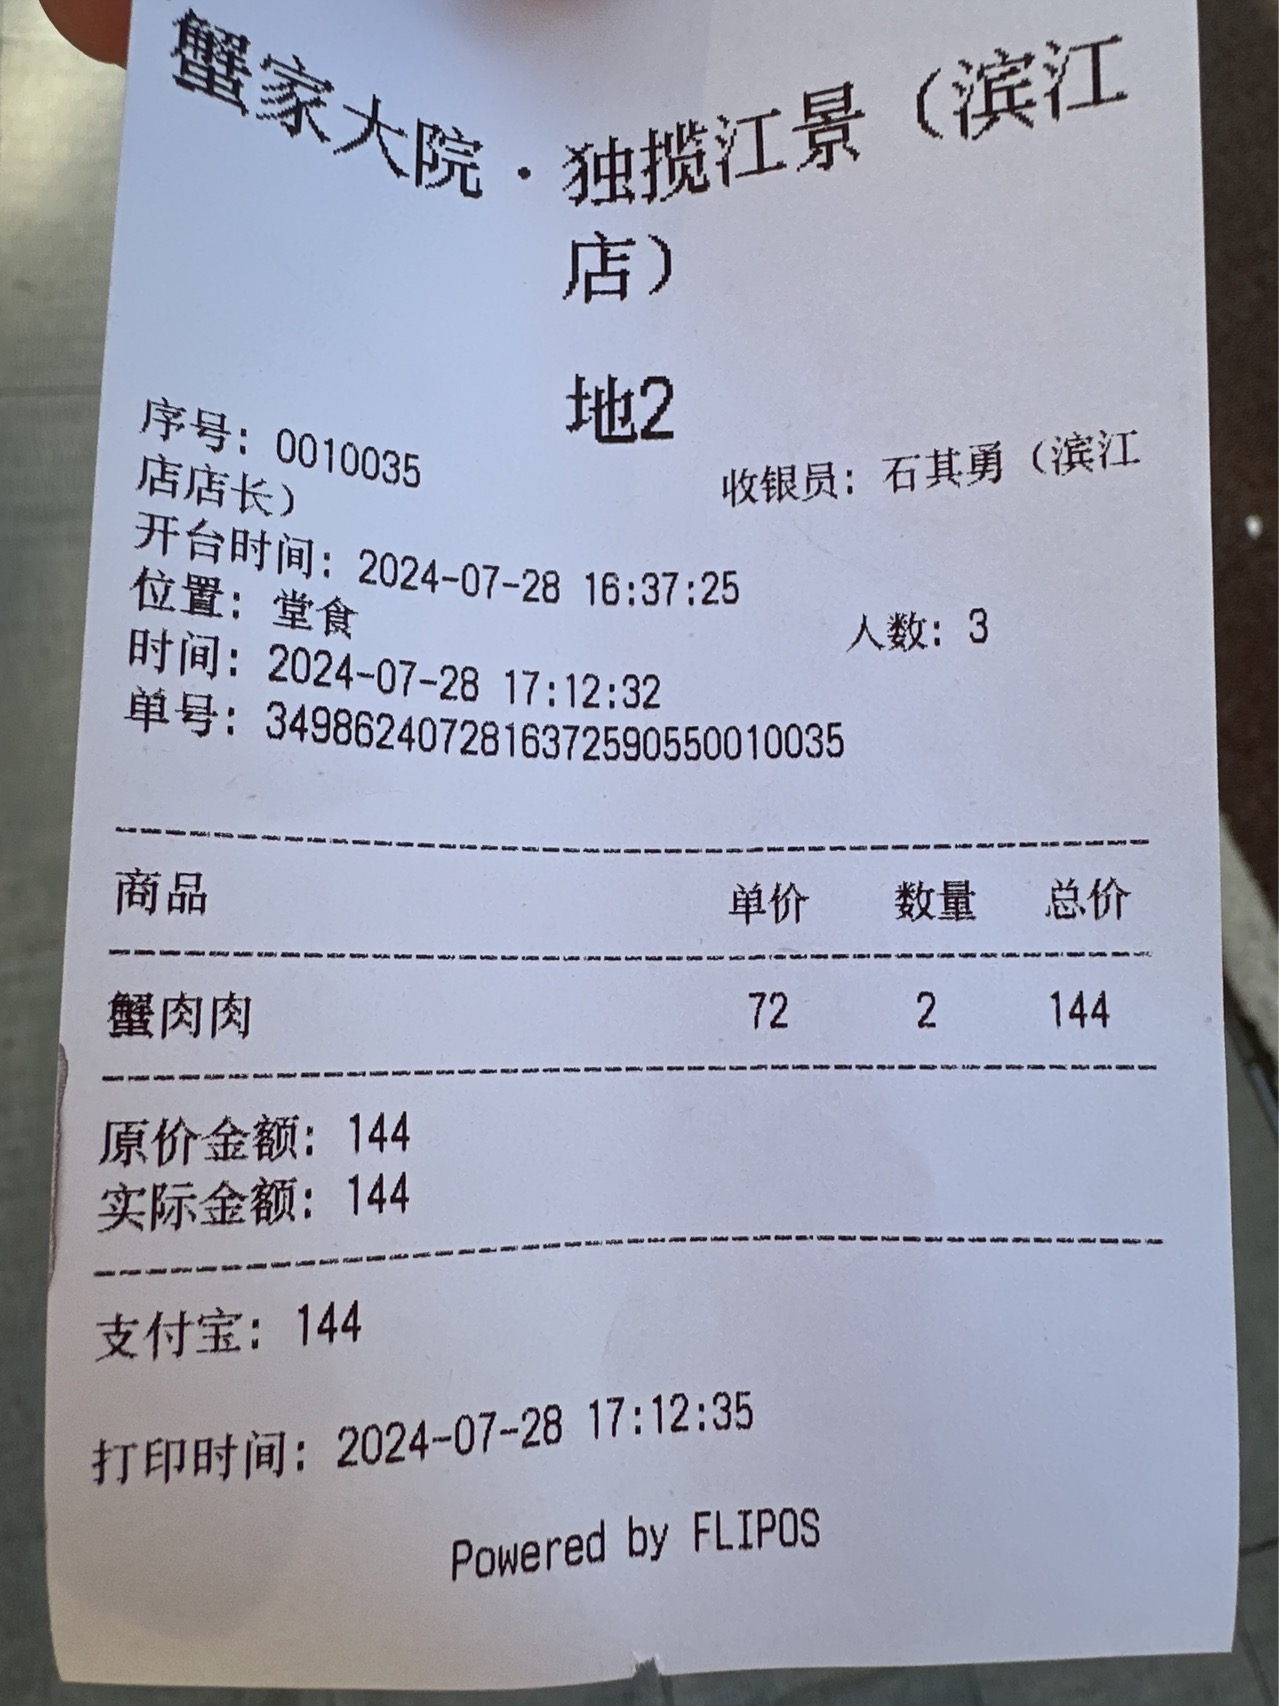 蟹家大院·独揽江景（滨江
店）
地2
序号：0010035 收银员：石其勇（滨江
店店长）
开台时间：2024-07-28 16:37:25
位置：堂食 人数：3
时间：2024-07-28 17:12:32
单号：3498624072816372590550010035
商品 单价 数量 总价
蟹肉肉 72 2 144
原价金额：144
实际金额：144
支付宝：144
打印时间：2024-07-28 17:12:35
Powered by FLIPOS